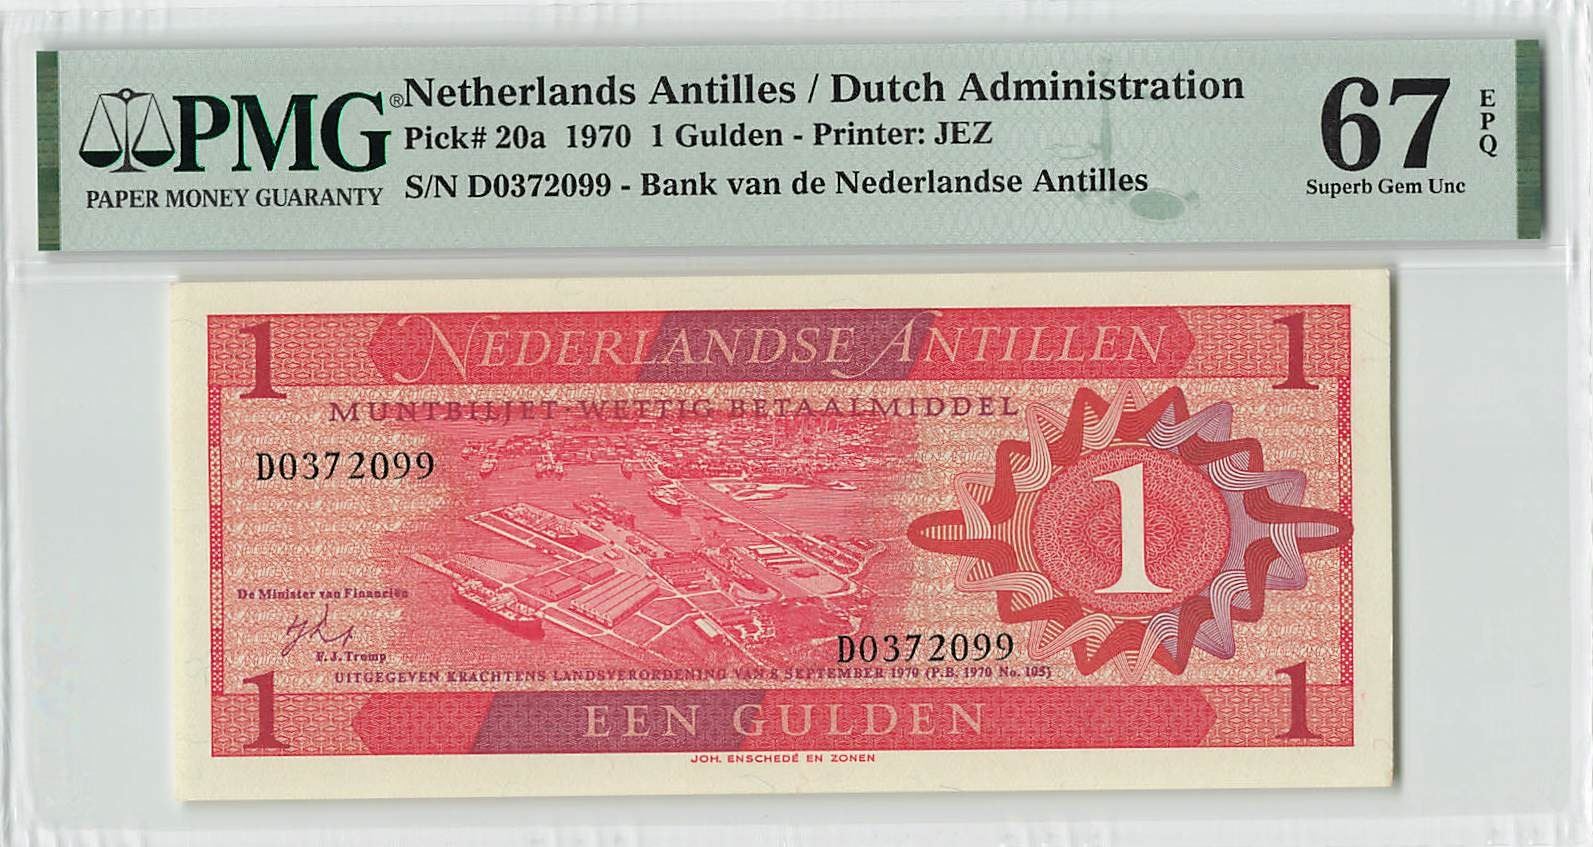 PMG®
PAPER MONEY GUARANTY
Netherlands Antilles / Dutch Administration
Pick# 20a 1970 1 Gulden - Printer: JEZ
S/N D0372099 - Bank van de Nederlandse Antilles
67
EPQ
Superb Gem Unc
1 NEDERLANDSE ANTILLEN 1
MUNTBILJET·WETTIG BETAALMIDDEL
D0372099
1
De Minister van Financiën
F. J. Tromp
D0372099
UITGEGEVEN KRACHTENS LANDSVERORDENING VAN 8 SEPTEMBER 1970 (P.B. 1970 No. 105)
1 EEN GULDEN 1
JOH. ENSCHEDÉ EN ZONEN